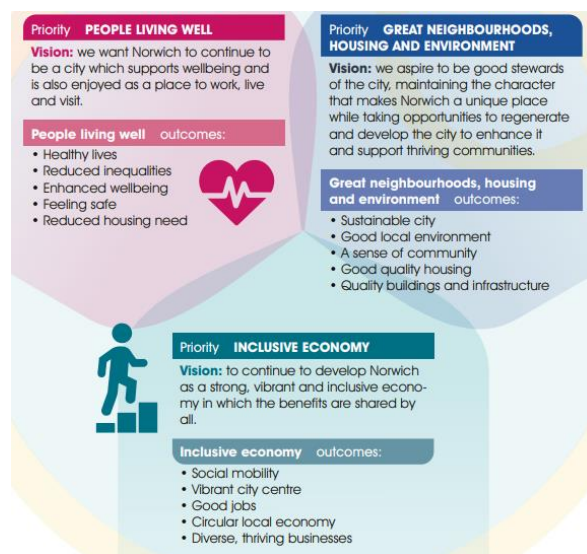 Priority PEOPLE LIVING WELL
Vision: we want Norwich to continue to
be a city which supports wellbeing and
is also enjoyed as a place to work, live
and visit.
People living well outcomes:
• Healthy lives
• Reduced inequalities
• Enhanced wellbeing
• Feeling safe
• Reduced housing need
Priority GREAT NEIGHBOURHOODS,
HOUSING AND ENVIRONMENT
Vision: we aspire to be good stewards
of the city, maintaining the character
that makes Norwich a unique place
while taking opportunities to regenerate
and develop the city to enhance it
and support thriving communities.
Great neighbourhoods, housing
and environment outcomes:
• Sustainable city
• Good local environment
• A sense of community
• Good quality housing
• Quality buildings and infrastructure
Priority INCLUSIVE ECONOMY
Vision: to continue to develop Norwich
as a strong, vibrant and inclusive econo-
my in which the benefits are shared by
all.
Inclusive economy outcomes:
• Social mobility
• Vibrant city centre
• Good jobs
• Circular local economy
• Diverse, thriving businesses